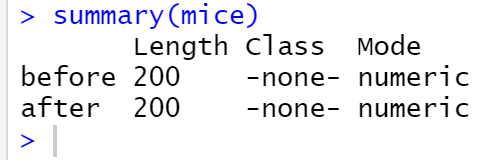 > summary(mice)
       Length Class  Mode
before 200    -none- numeric
after  200    -none- numeric
>